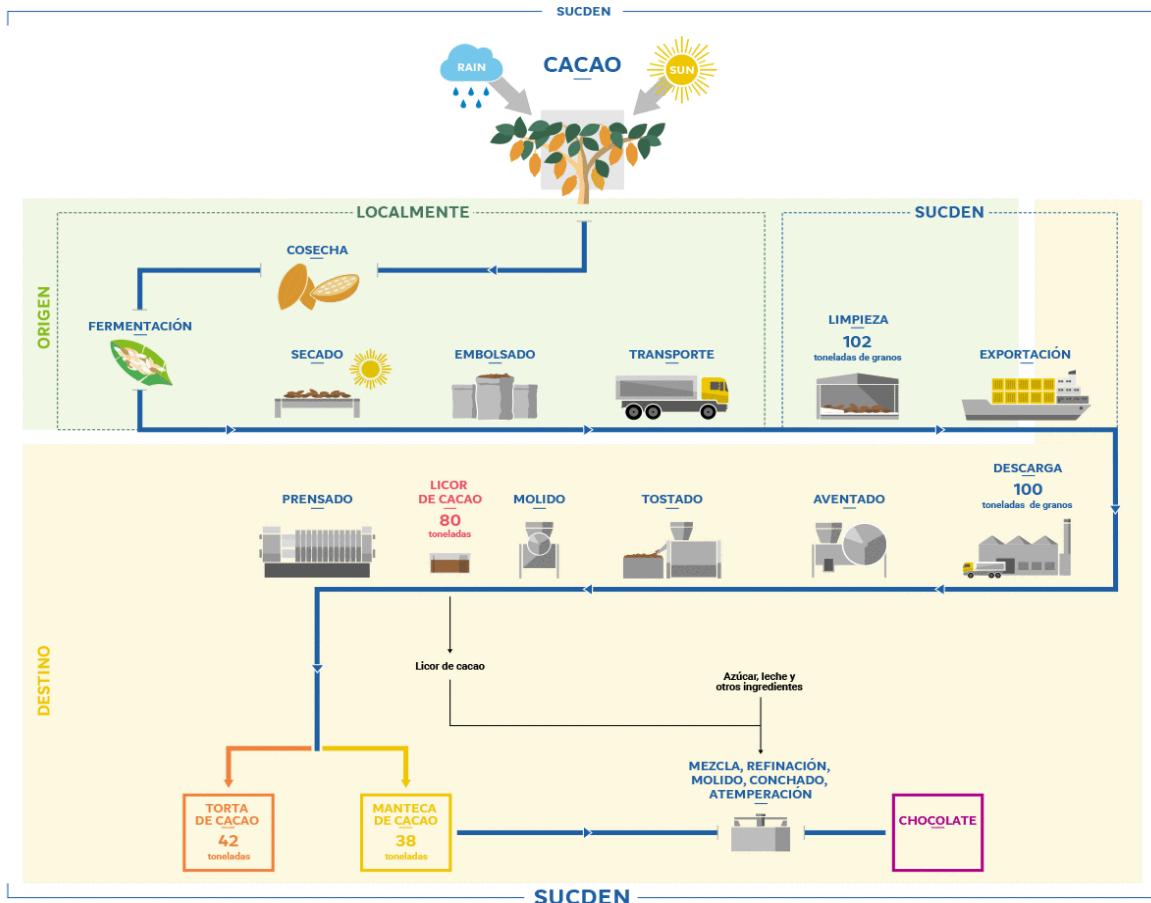 SUCDEN
RAIN
CACAO
SUN
LOCALMENTE
SUCDEN
ORIGEN
COSECHA
FERMENTACIÓN
SECADO
EMBOLSADO
TRANSPORTE
LIMPIEZA
102
toneladas de granos
EXPORTACIÓN
DESTINO
DESCARGA
100
toneladas de granos
AVENTADO
TOSTADO
MOLIDO
LICOR
DE CACAO
80
toneladas
PRENSADO
Licor de cacao
Azúcar, leche y
otros ingredientes
TORTA
DE CACAO
42
toneladas
MANTECA
DE CACAO
38
toneladas
MEZCLA, REFINACIÓN,
MOLIDO, CONCHADO,
ATEMPERACIÓN
CHOCOLATE
SUCDEN